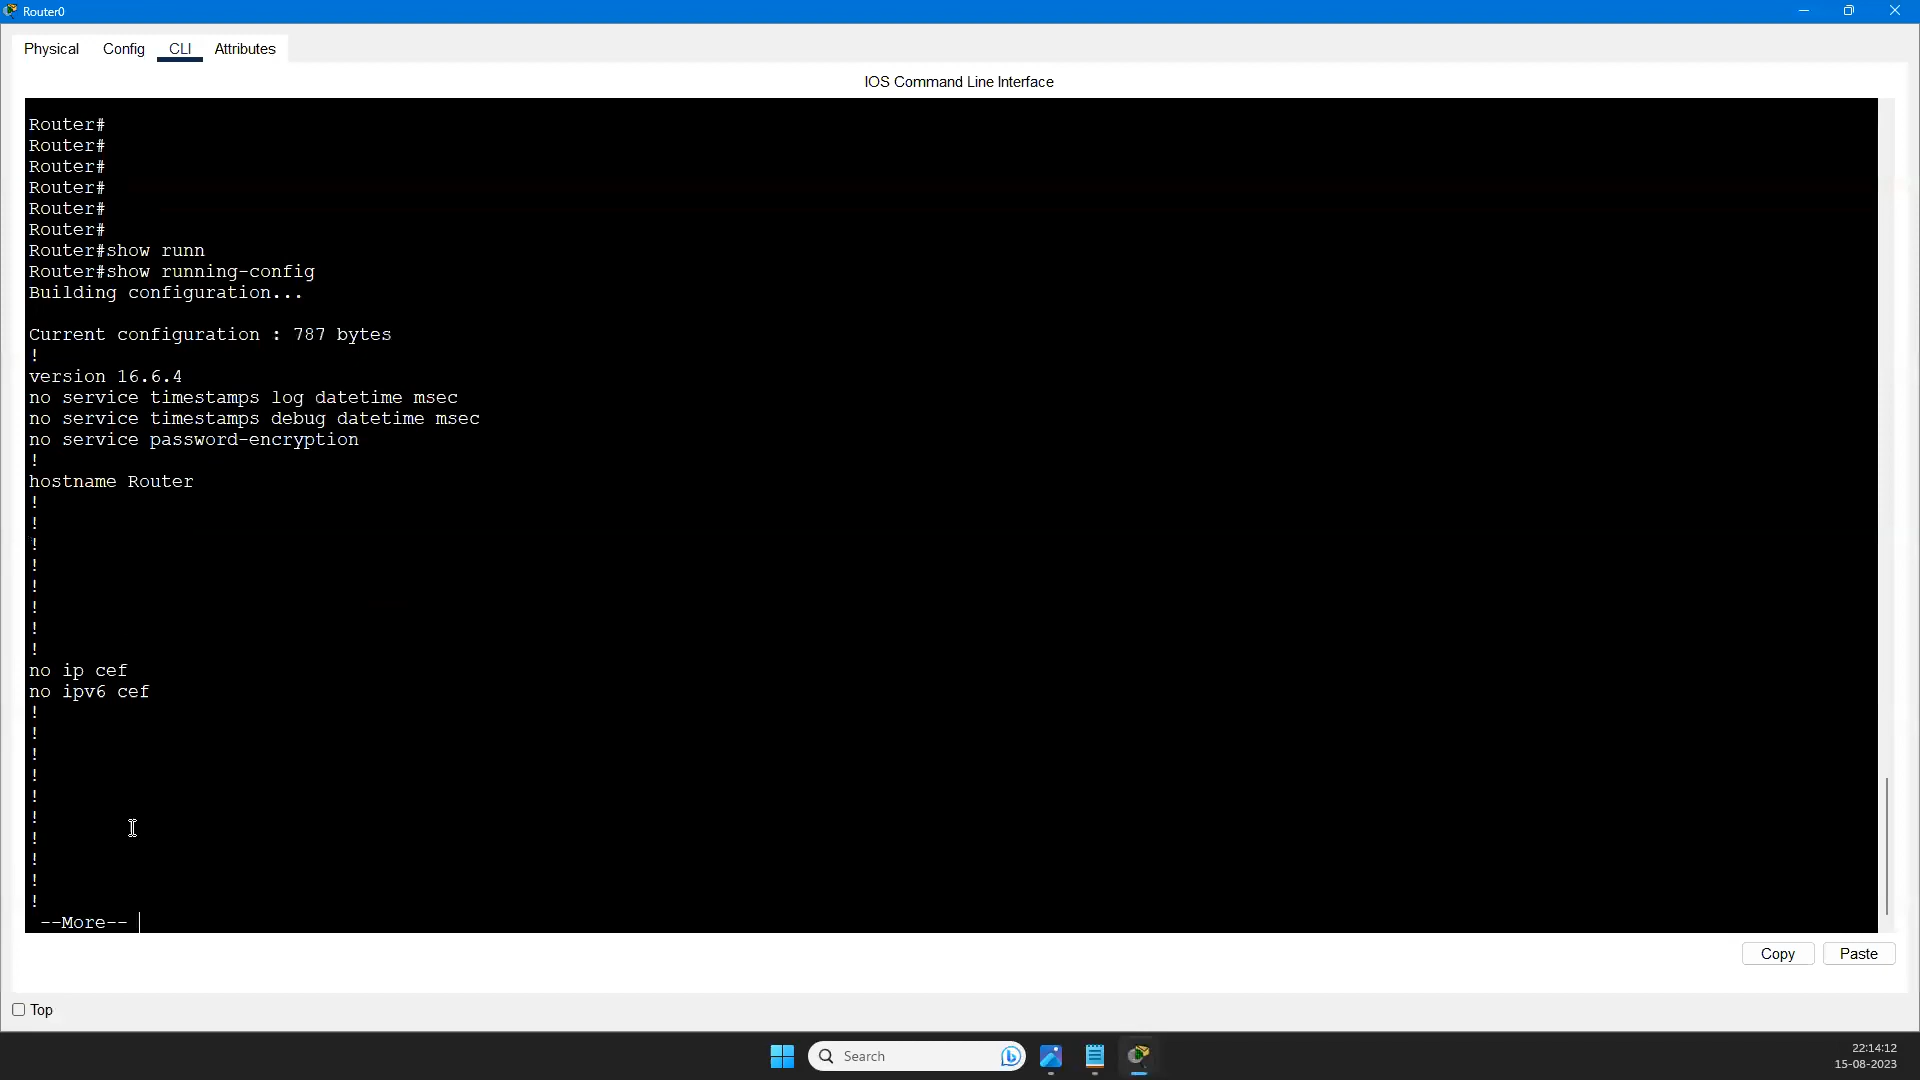 Router0
Physical Config CLI Attributes
IOS Command Line Interface
Router#
Router#
Router#
Router#
Router#
Router#
Router#show runn
Router#show running-config
Building configuration...
Current configuration : 787 bytes
!
version 16.6.4
no service timestamps log datetime msec
no service timestamps debug datetime msec
no service password-encryption
!
hostname Router
!
!
!
!
!
!
!
!
no ip cef
no ipv6 cef
!
!
!
!
!
!
!
!
!
!
--More--
Copy Paste
Top
Search
22:14:12
15-08-2023